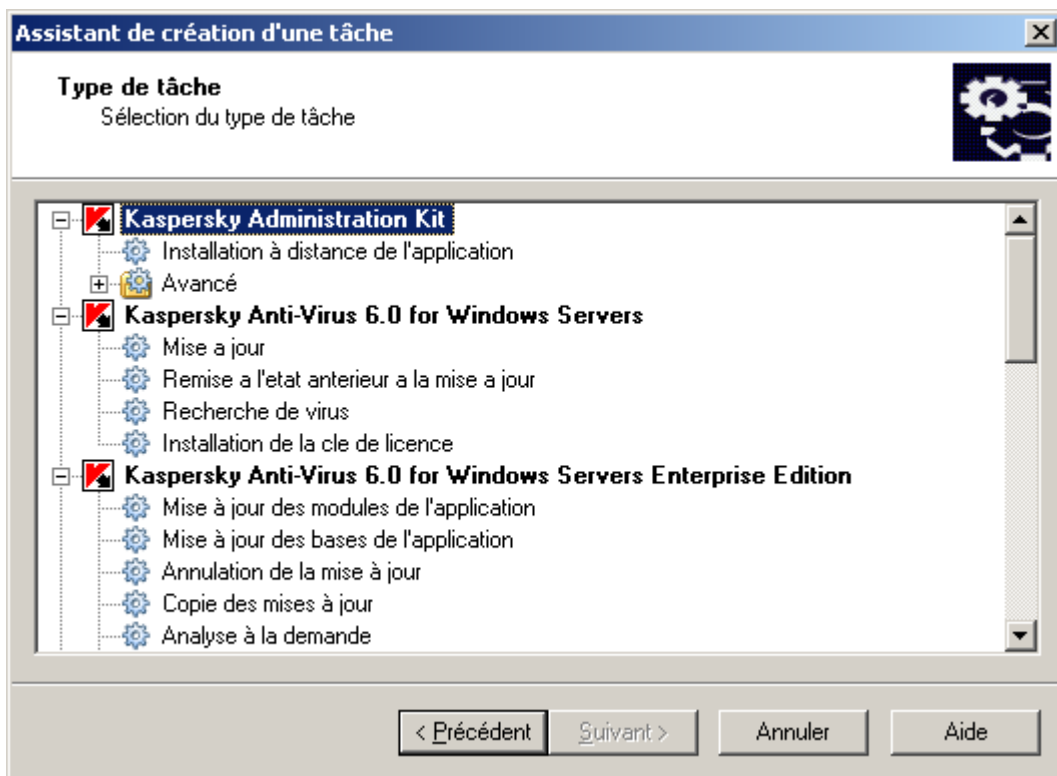 Assistant de création d'une tâche
Type de tâche
Sélection du type de tâche
Kaspersky Administration Kit
Installation à distance de l'application
Avancé
Kaspersky Anti-Virus 6.0 for Windows Servers
Mise a jour
Remise a l'etat anterieur a la mise a jour
Recherche de virus
Installation de la cle de licence
Kaspersky Anti-Virus 6.0 for Windows Servers Enterprise Edition
Mise à jour des modules de l'application
Mise à jour des bases de l'application
Annulation de la mise à jour
Copie des mises à jour
Analyse à la demande
< Précédent Suivant > Annuler Aide